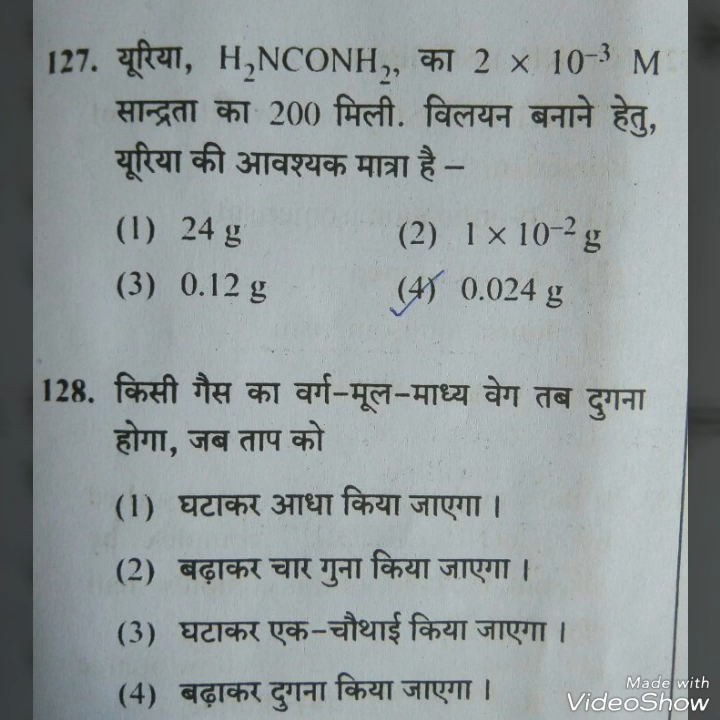 127. यूरिया, H₂NCONH₂, का 2 × 10⁻³ M
सान्द्रता का 200 मिली. विलयन बनाने हेतु,
यूरिया की आवश्यक मात्रा है –
(1) 24 g (2) 1 × 10⁻² g
(3) 0.12 g (4) 0.024 g
128. किसी गैस का वर्ग-मूल-माध्य वेग तब दुगना
होगा, जब ताप को
(1) घटाकर आधा किया जाएगा ।
(2) बढ़ाकर चार गुना किया जाएगा ।
(3) घटाकर एक-चौथाई किया जाएगा ।
(4) बढ़ाकर दुगना किया जाएगा ।
Made with
VideoShow